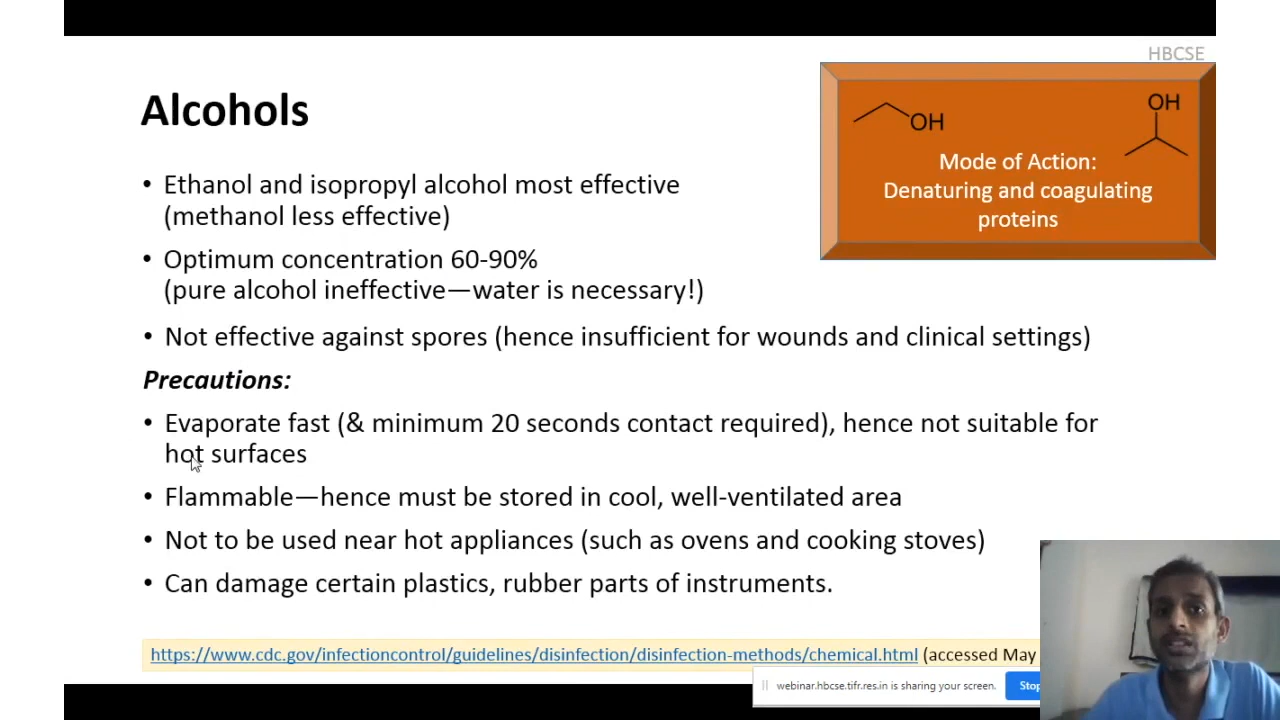 HBCSE
Alcohols
OH
OH
Mode of Action:
Denaturing and coagulating
proteins
• Ethanol and isopropyl alcohol most effective
(methanol less effective)
• Optimum concentration 60-90%
(pure alcohol ineffective—water is necessary!)
• Not effective against spores (hence insufficient for wounds and clinical settings)
Precautions:
• Evaporate fast (& minimum 20 seconds contact required), hence not suitable for
hot surfaces
• Flammable—hence must be stored in cool, well-ventilated area
• Not to be used near hot appliances (such as ovens and cooking stoves)
• Can damage certain plastics, rubber parts of instruments.
https://www.cdc.gov/infectioncontrol/guidelines/disinfection/disinfection-methods/chemical.html (accessed May
webinar.hbcse.tifr.res.in is sharing your screen.
Stop